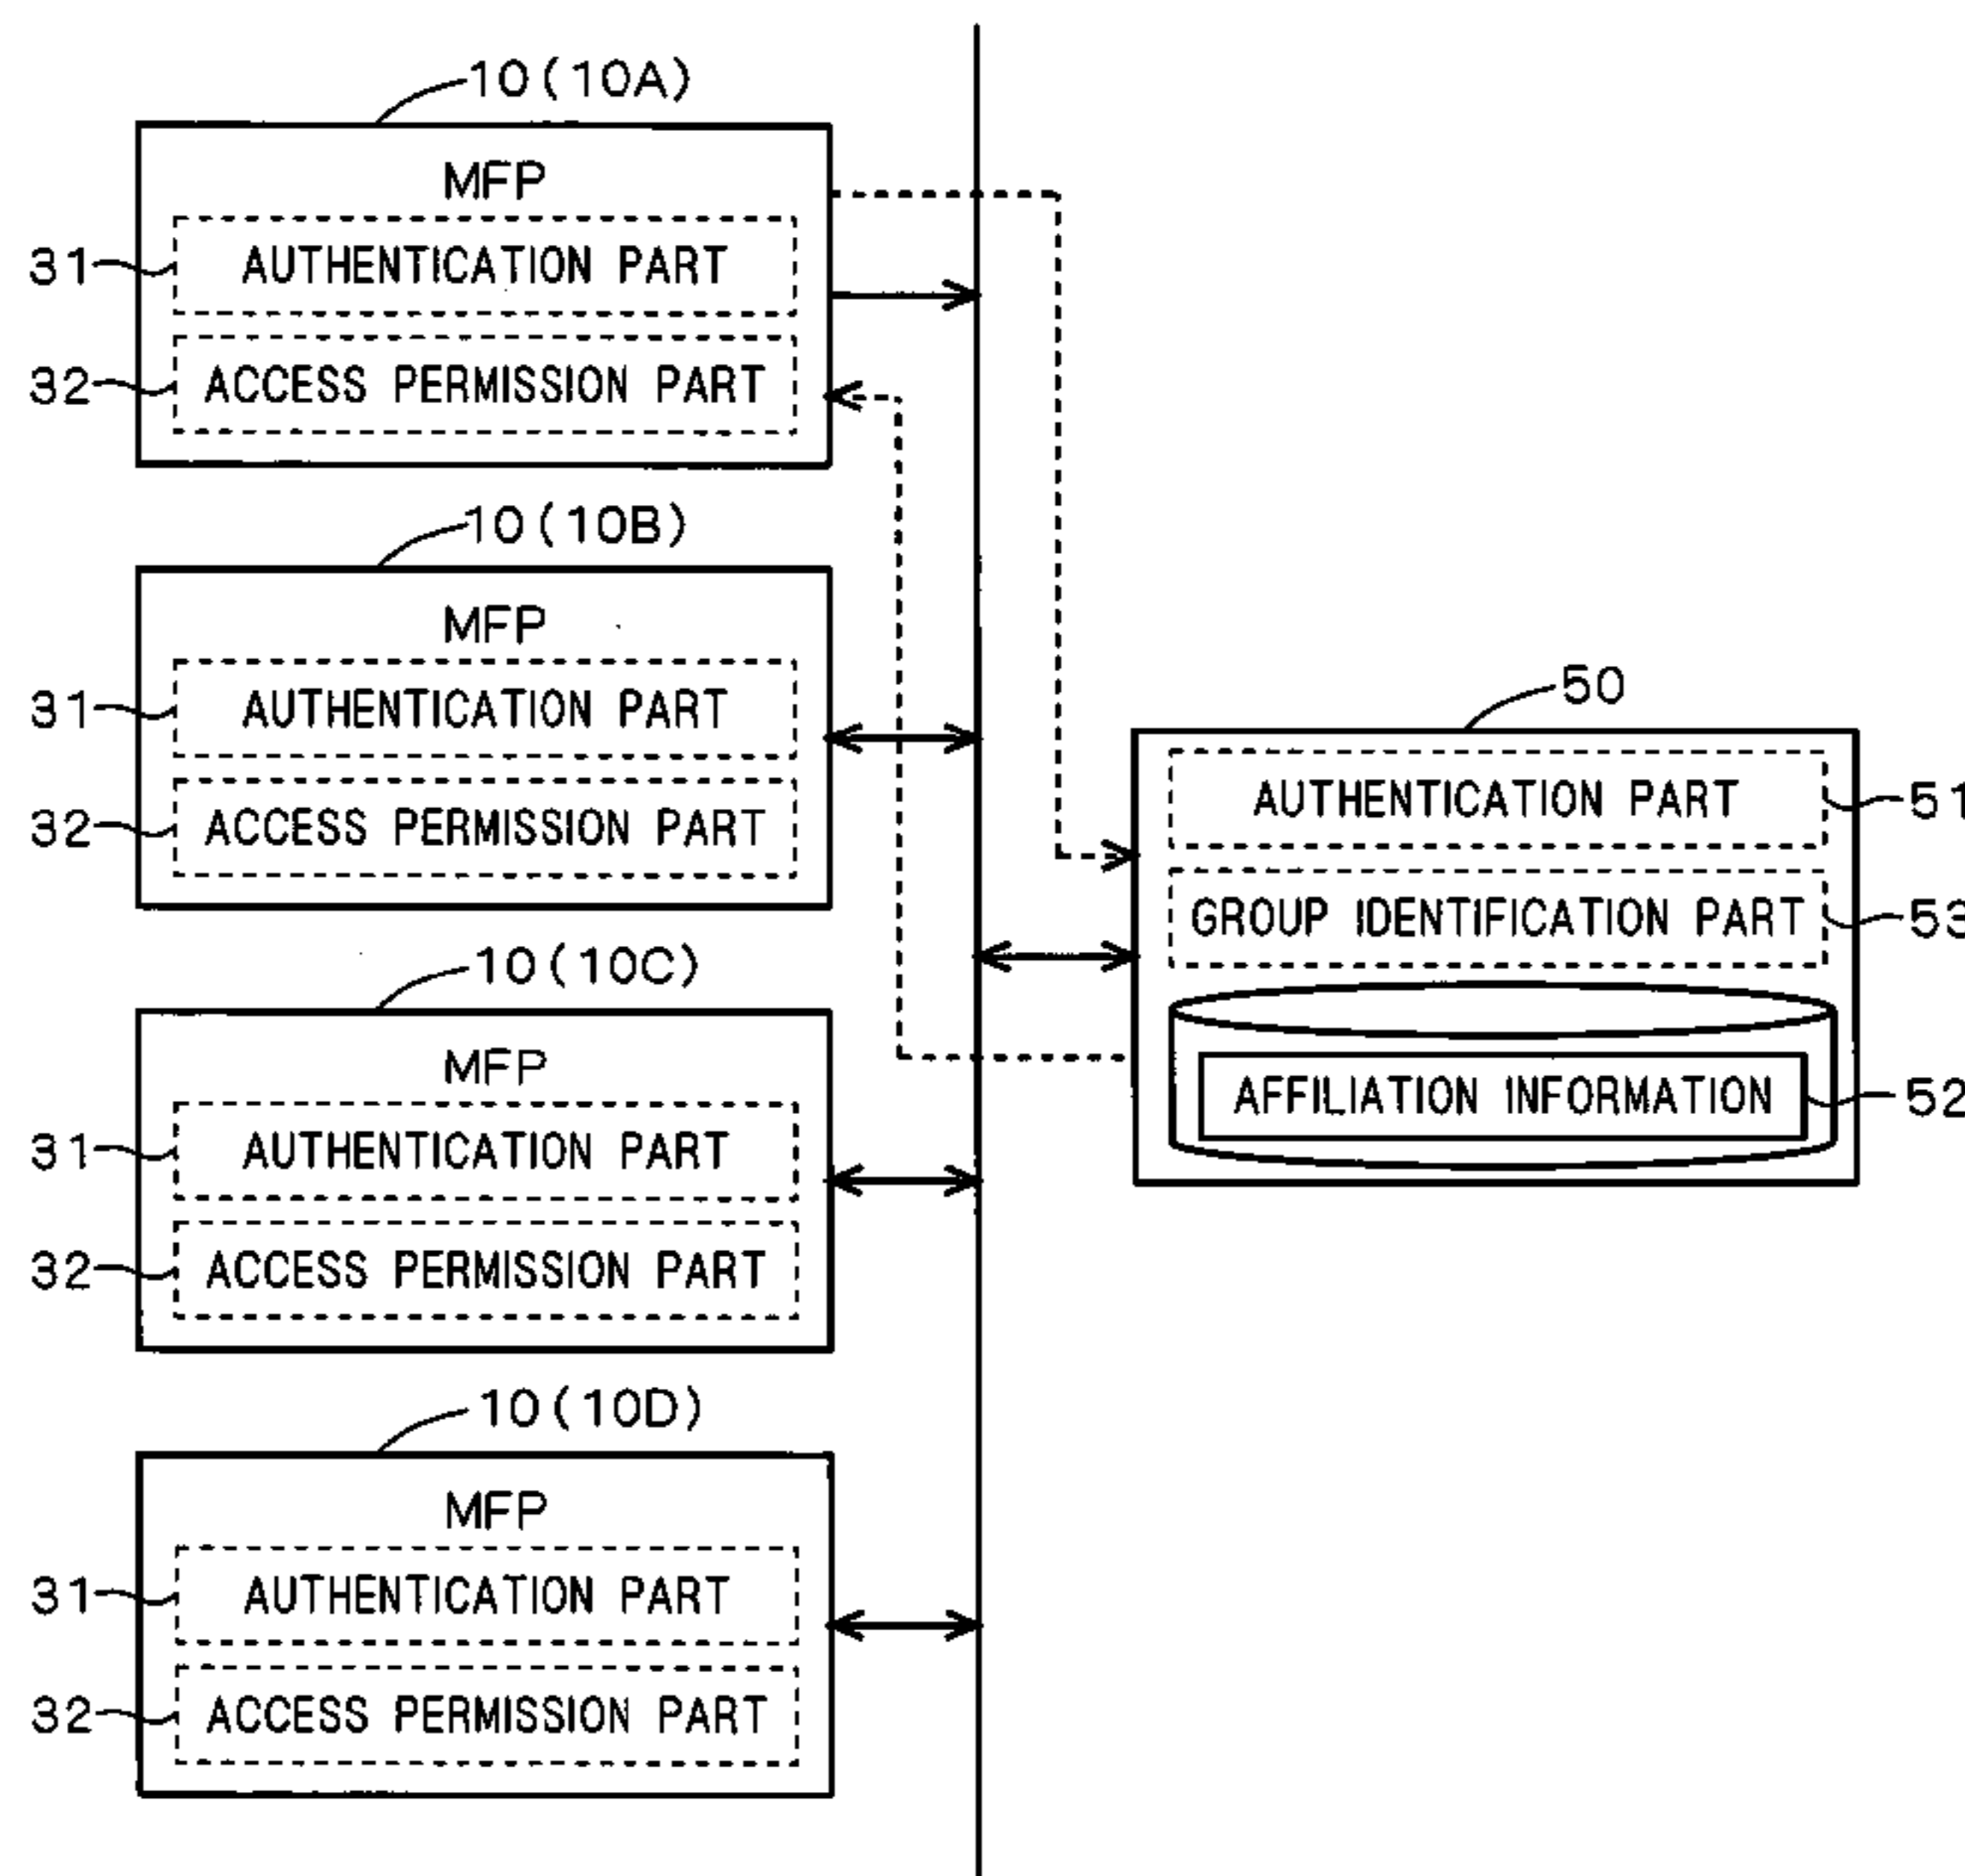 10(10A)
MFP
31 AUTHENTICATION PART
32 ACCESS PERMISSION PART
10(10B)
MFP
31 AUTHENTICATION PART
32 ACCESS PERMISSION PART
10(10C)
MFP
31 AUTHENTICATION PART
32 ACCESS PERMISSION PART
10(10D)
MFP
31 AUTHENTICATION PART
32 ACCESS PERMISSION PART
50
AUTHENTICATION PART 51
GROUP IDENTIFICATION PART 53
AFFILIATION INFORMATION 52